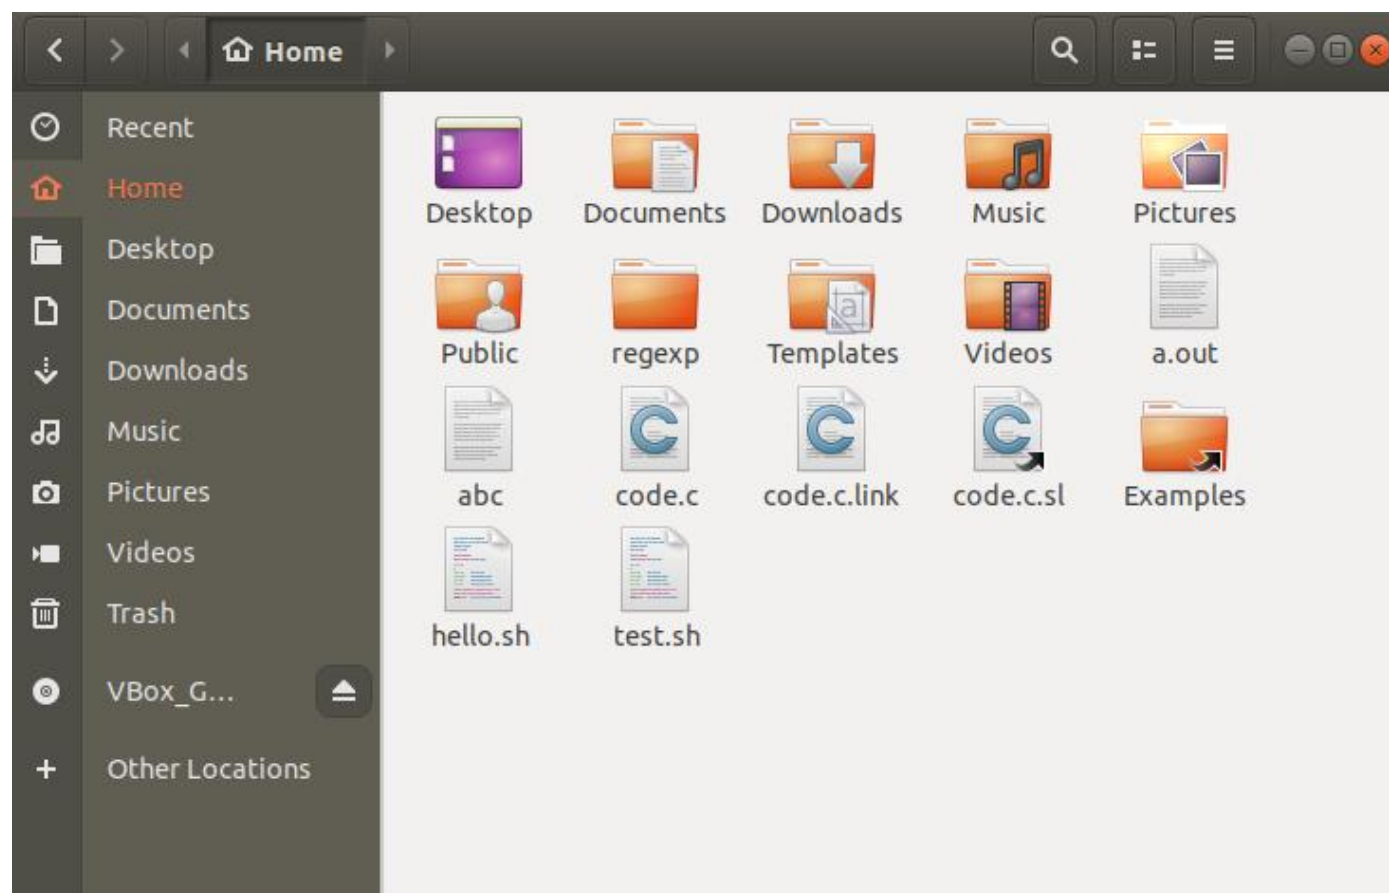 Home
Recent
Home
Desktop
Documents
Downloads
Music
Pictures
Videos
Trash
VBox_G...
Other Locations
Desktop Documents Downloads Music Pictures
Public regexp Templates Videos a.out
abc code.c code.c.link code.c.sl Examples
hello.sh test.sh